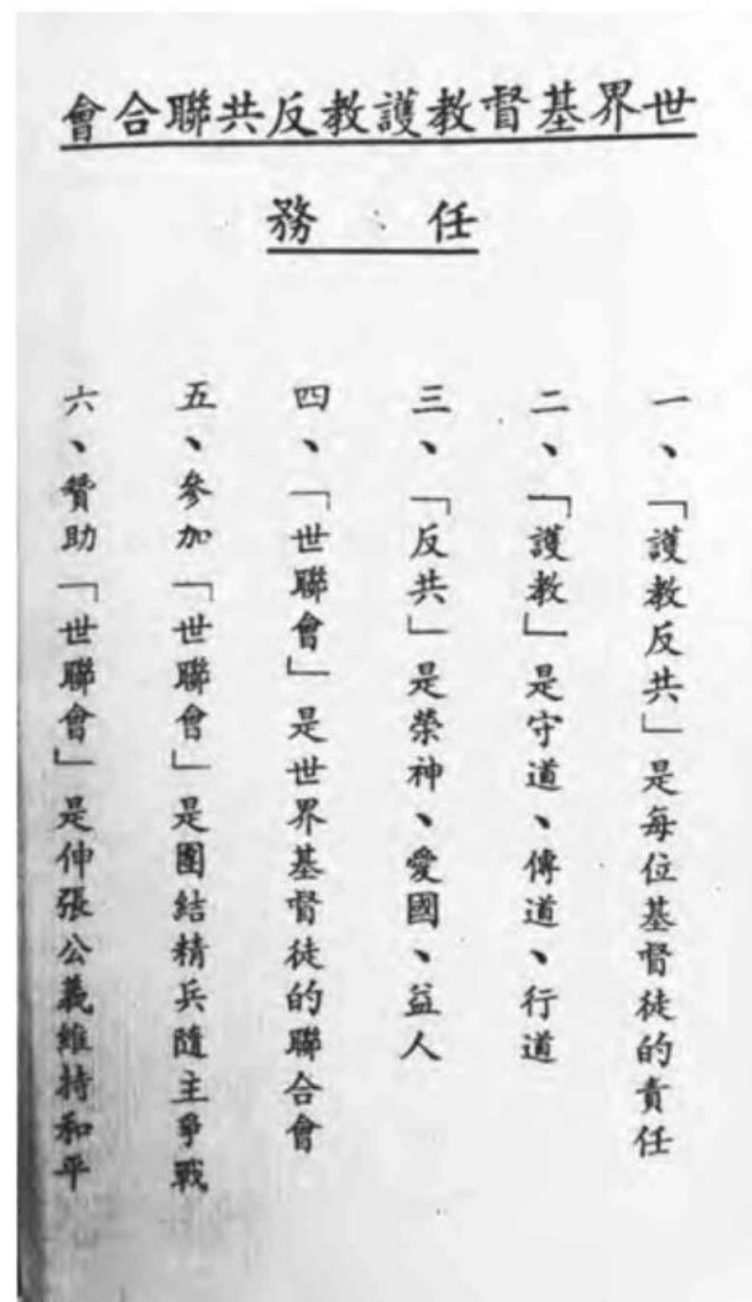 世界基督教護教反共聯合會
任務
一、「護教反共」是每位基督徒的責任
二、「護教」是守道、傳道、行道
三、「反共」是榮神、愛國、益人
四、「世聯會」是世界基督徒的聯合會
五、參加「世聯會」是團結精兵隨主爭戰
六、贊助「世聯會」是伸張公義維持和平